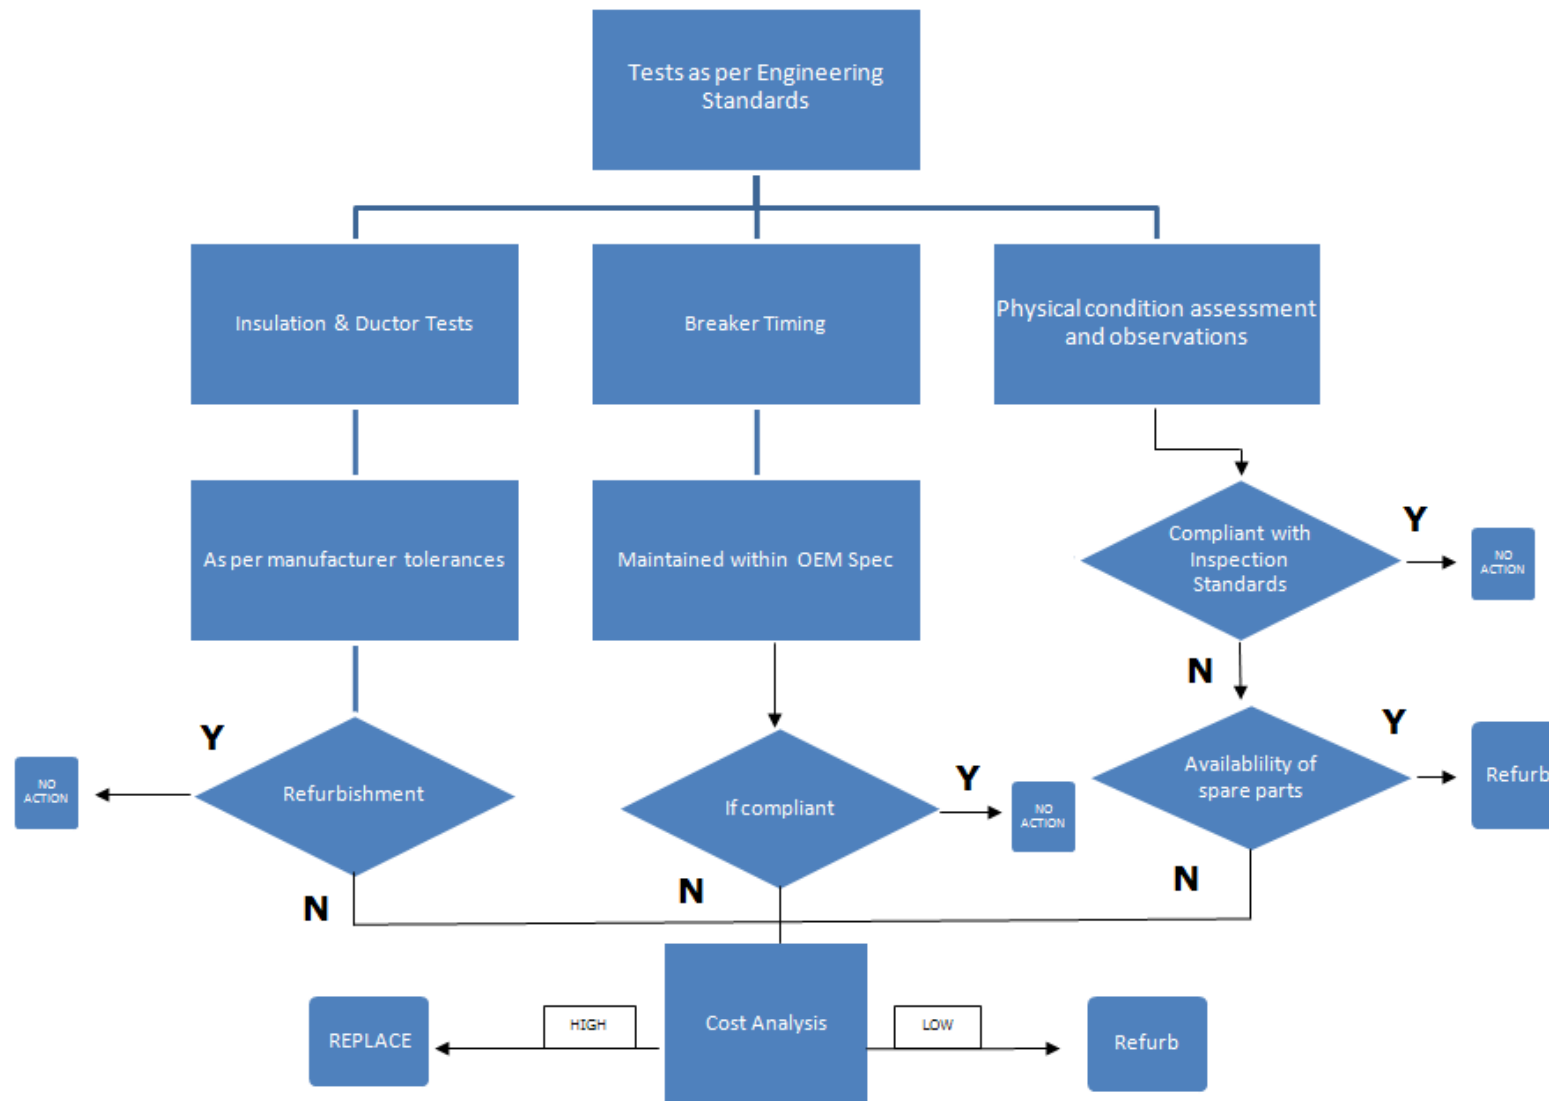 Tests as per Engineering
Standards
Insulation & Ductor Tests
Breaker Timing
Physical condition assessment
and observations
As per manufacturer tolerances
Maintained within OEM Spec
Compliant with
Inspection
Standards
Y
NO
ACTION
N
Y
Refurbishment
NO
ACTION
If compliant
Y
NO
ACTION
Availablility of
spare parts
Y
Refurb
N
N
N
Cost Analysis
HIGH
REPLACE
LOW
Refurb